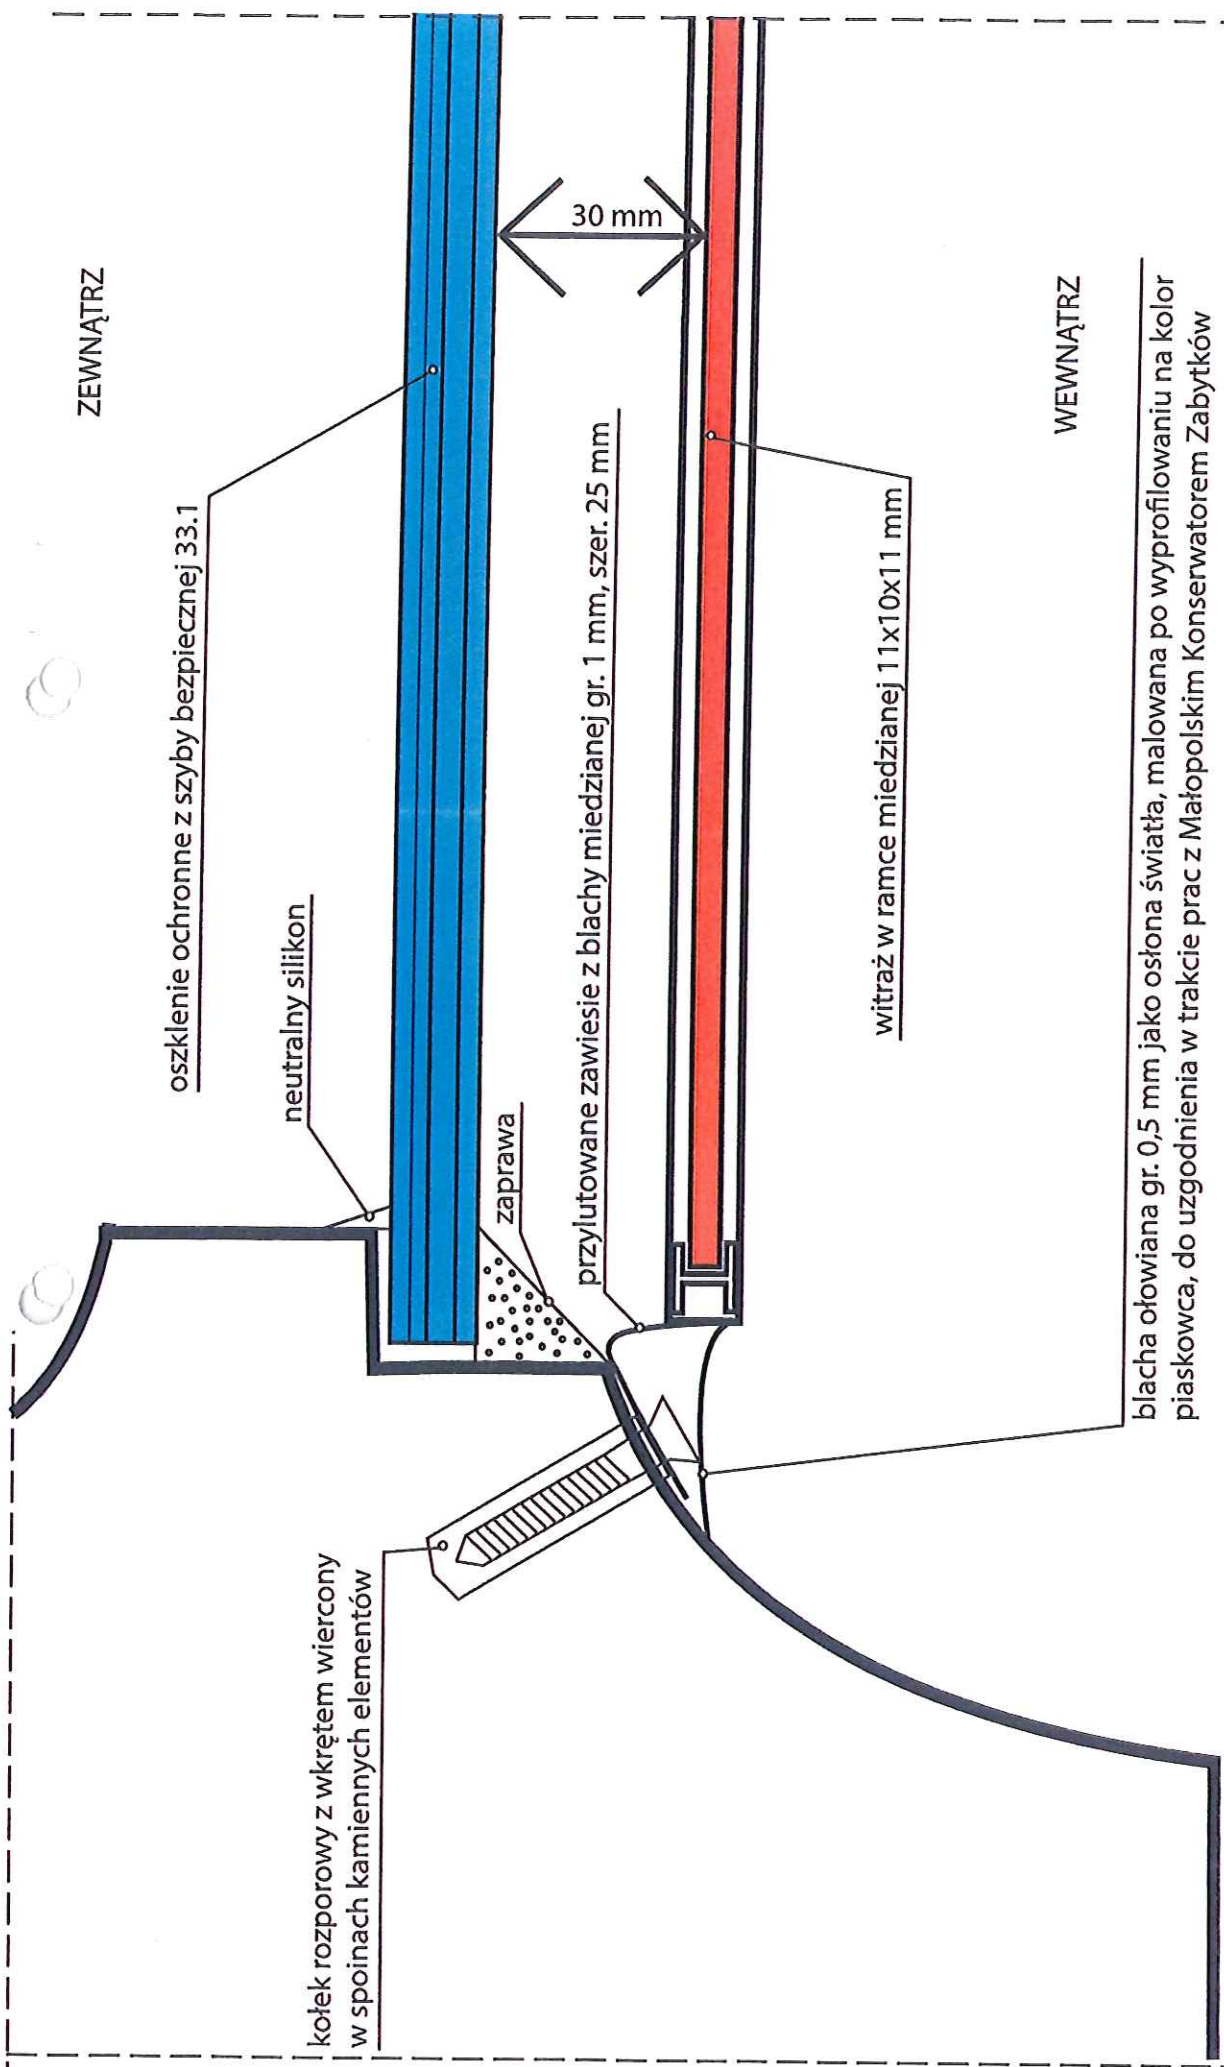 ZEWNĄTRZ
oszklenie ochronne z szyby bezpiecznej 33.1
neutralny silikon
kołek rozporowy z wkrętem wiercony
w spoinach kamiennych elementów
zaprawa
30 mm
przylutowane zawiesie z blachy miedzianej gr. 1 mm, szer. 25 mm
witraż w ramce miedzianej 11x10x11 mm
WEWNĄTRZ
blacha ołowiana gr. 0,5 mm jako osłona światła, malowana po wyprofilowaniu na kolor
piaskowca, do uzgodnienia w trakcie prac z Małopolskim Konserwatorem Zabytków